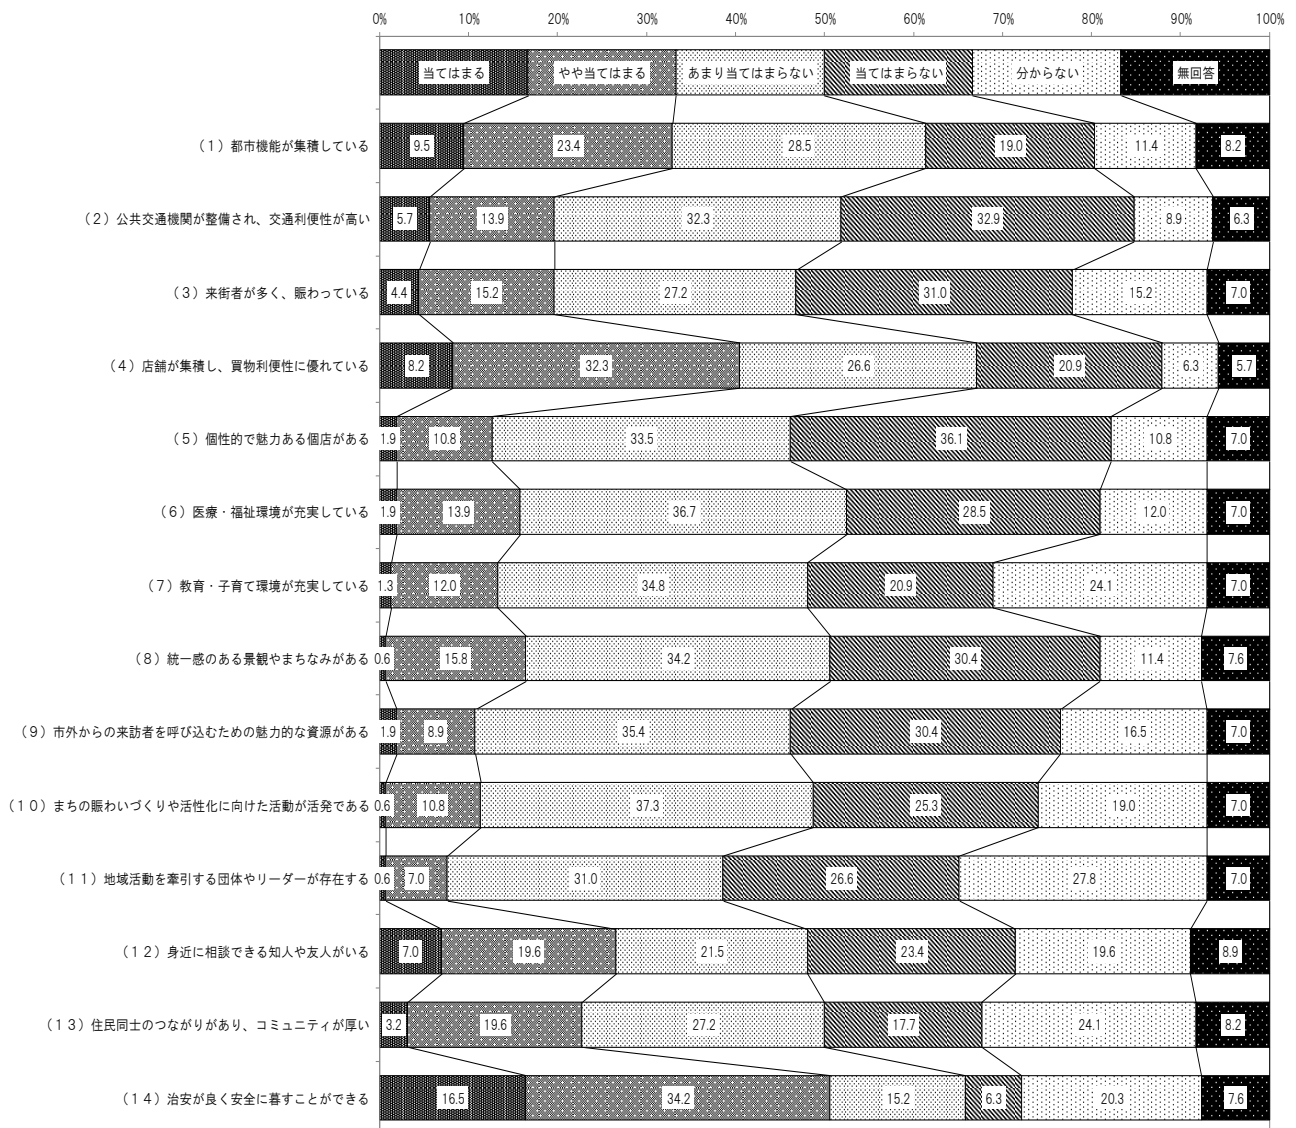 0% 10% 20% 30% 40% 50% 60% 70% 80% 90% 100%
当てはまる やや当てはまる あまり当てはまらない 当てはまらない 分からない 無回答
（１）都市機能が集積している 9.5 23.4 28.5 19.0 11.4 8.2
（２）公共交通機関が整備され、交通利便性が高い 5.7 13.9 32.3 32.9 8.9 6.3
（３）来街者が多く、賑わっている 4.4 15.2 27.2 31.0 15.2 7.0
（４）店舗が集積し、買物利便性に優れている 8.2 32.3 26.6 20.9 6.3 5.7
（５）個性的で魅力ある個店がある 1.9 10.8 33.5 36.1 10.8 7.0
（６）医療・福祉環境が充実している 1.9 13.9 36.7 28.5 12.0 7.0
（７）教育・子育て環境が充実している 1.3 12.0 34.8 20.9 24.1 7.0
（８）統一感のある景観やまちなみがある 0.6 15.8 34.2 30.4 11.4 7.6
（９）市外からの来訪者を呼び込むための魅力的な資源がある 1.9 8.9 35.4 30.4 16.5 7.0
（１０）まちの賑わいづくりや活性化に向けた活動が活発である 0.6 10.8 37.3 25.3 19.0 7.0
（１１）地域活動を牽引する団体やリーダーが存在する 0.6 7.0 31.0 26.6 27.8 7.0
（１２）身近に相談できる知人や友人がいる 7.0 19.6 21.5 23.4 19.6 8.9
（１３）住民同士のつながりがあり、コミュニティが厚い 3.2 19.6 27.2 17.7 24.1 8.2
（１４）治安が良く安全に暮すことができる 16.5 34.2 15.2 6.3 20.3 7.6